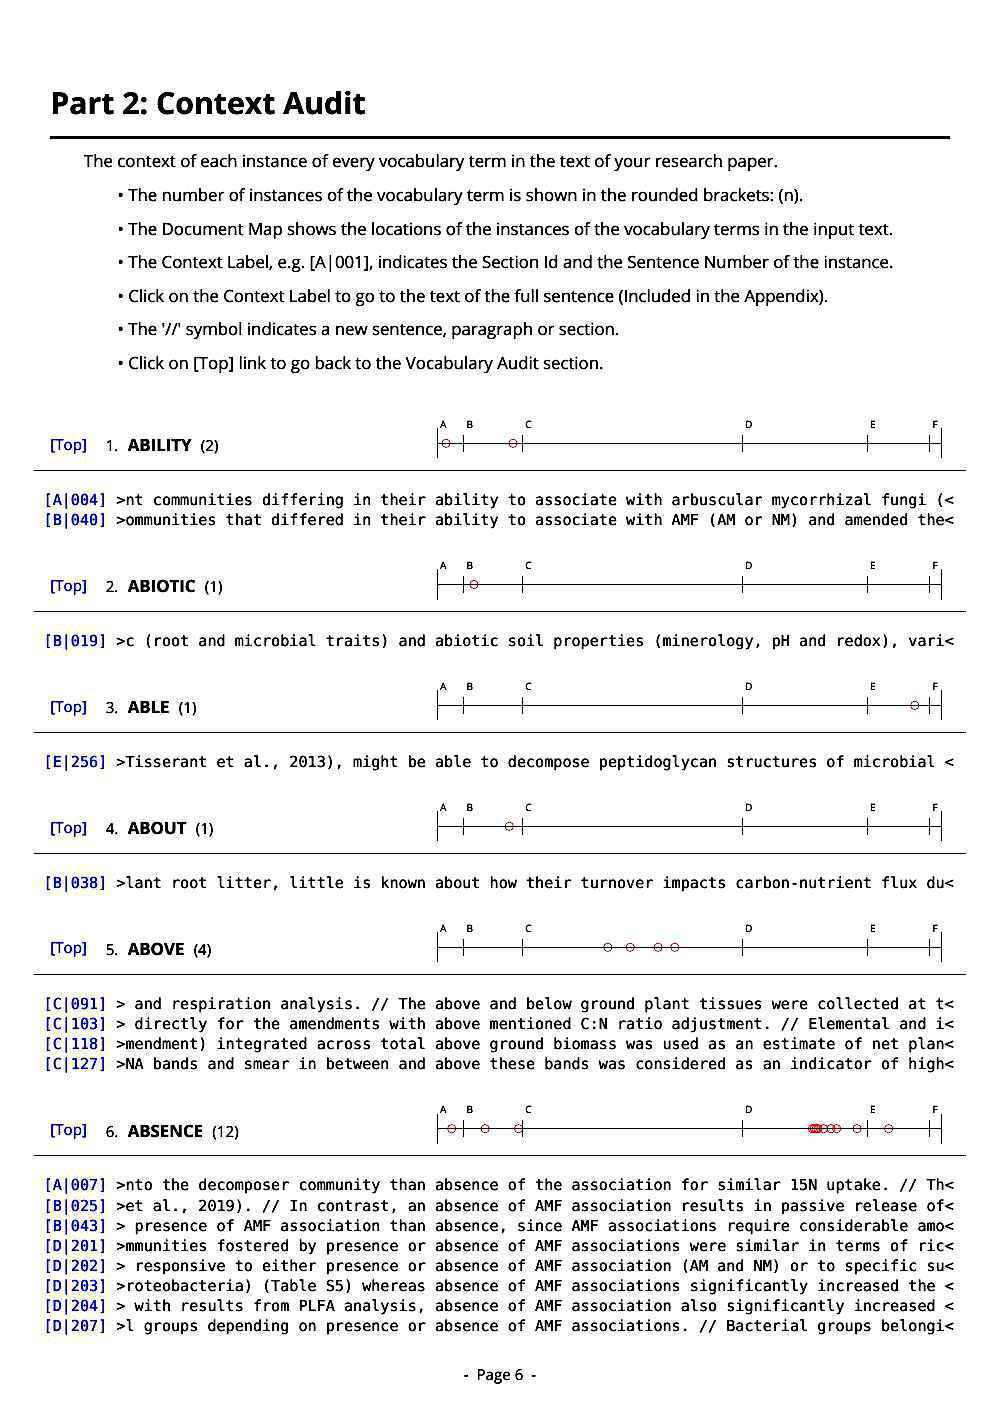 Part 2: Context Audit
The context of each instance of every vocabulary term in the text of your research paper.
• The number of instances of the vocabulary term is shown in the rounded brackets: (n).
• The Document Map shows the locations of the instances of the vocabulary terms in the input text.
• The Context Label, e.g. [A|001], indicates the Section Id and the Sentence Number of the instance.
• Click on the Context Label to go to the text of the full sentence (Included in the Appendix).
• The '//' symbol indicates a new sentence, paragraph or section.
• Click on [Top] link to go back to the Vocabulary Audit section.
A B C D E F
[Top] 1. ABILITY (2)
[A|004] >nt communities differing in their ability to associate with arbuscular mycorrhizal fungi (<
[B|040] >ommunities that differed in their ability to associate with AMF (AM or NM) and amended the<
A B C D E F
[Top] 2. ABIOTIC (1)
[B|019] >c (root and microbial traits) and abiotic soil properties (minerology, pH and redox), vari<
A B C D E F
[Top] 3. ABLE (1)
[E|256] >Tisserant et al., 2013), might be able to decompose peptidoglycan structures of microbial <
A B C D E F
[Top] 4. ABOUT (1)
[B|038] >lant root litter, little is known about how their turnover impacts carbon-nutrient flux du<
A B C D E F
[Top] 5. ABOVE (4)
[C|091] > and respiration analysis. // The above and below ground plant tissues were collected at t<
[C|103] > directly for the amendments with above mentioned C:N ratio adjustment. // Elemental and i<
[C|118] >mendment) integrated across total above ground biomass was used as an estimate of net plan<
[C|127] >NA bands and smear in between and above these bands was considered as an indicator of high<
A B C D E F
[Top] 6. ABSENCE (12)
[A|007] >nto the decomposer community than absence of the association for similar 15N uptake. // Th<
[B|025] >et al., 2019). // In contrast, an absence of AMF association results in passive release of<
[B|043] > presence of AMF association than absence, since AMF associations require considerable amo<
[D|201] >mmunities fostered by presence or absence of AMF associations were similar in terms of ric<
[D|202] > responsive to either presence or absence of AMF association (AM and NM) or to specific su<
[D|203] >roteobacteria) (Table S5) whereas absence of AMF associations significantly increased the <
[D|204] > with results from PLFA analysis, absence of AMF association also significantly increased <
[D|207] >l groups depending on presence or absence of AMF associations. // Bacterial groups belongi<
- Page 6 -